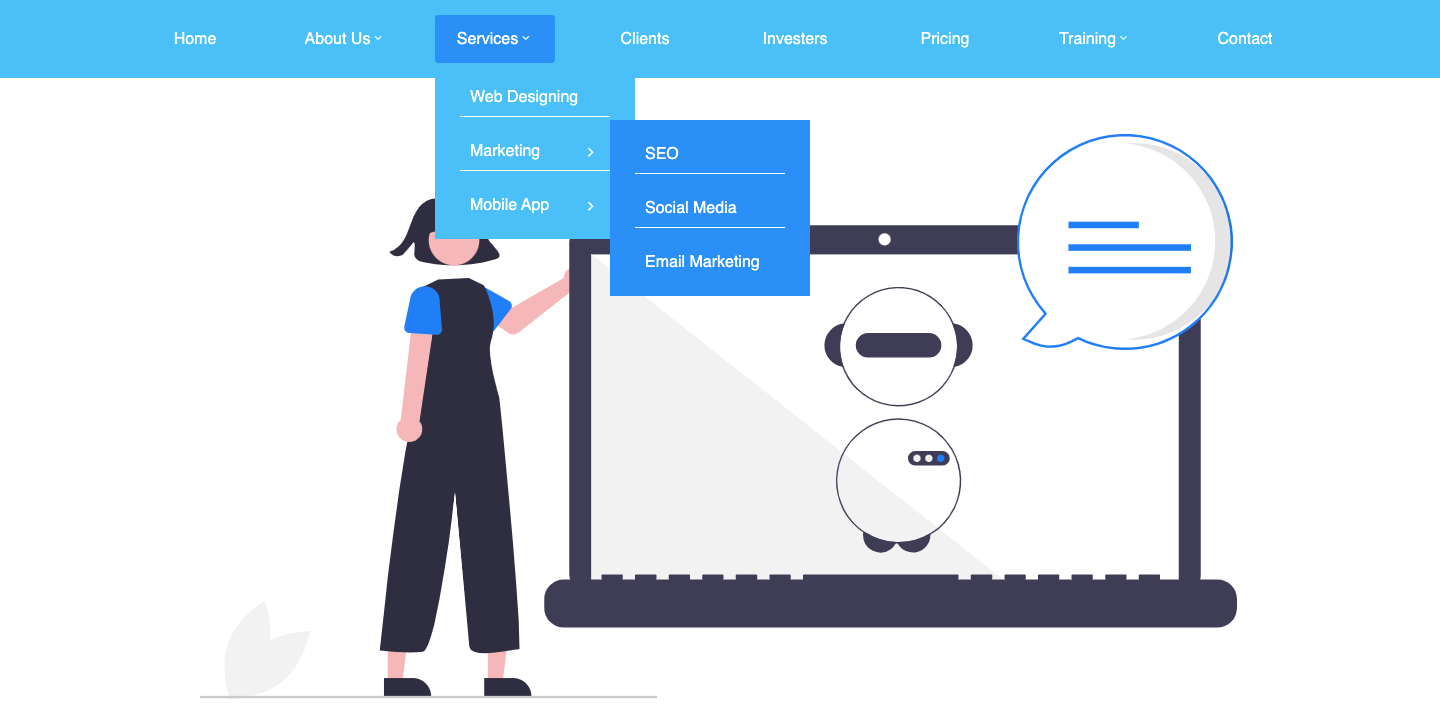 Home About Us Services Clients Investers Pricing Training Contact
Web Designing
Marketing
Mobile App
SEO
Social Media
Email Marketing